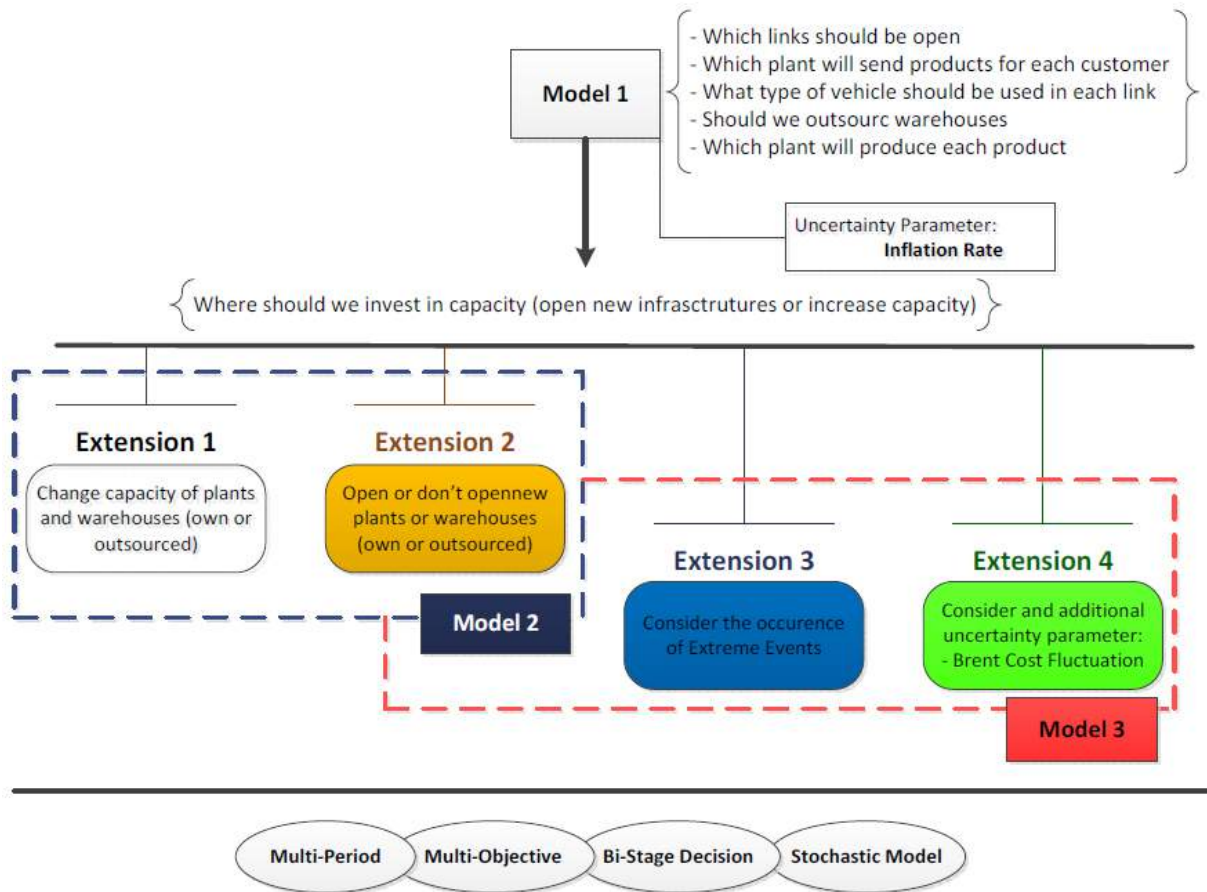 - Which links should be open
- Which plant will send products for each customer
- What type of vehicle should be used in each link
- Should we outsourc warehouses
- Which plant will produce each product
Model 1
Uncertainty Parameter:
Inflation Rate
Where should we invest in capacity (open new infrasctrutures or increase capacity)
Extension 1
Change capacity of plants
and warehouses (own or
outsourced)
Extension 2
Open or don't opennew
plants or warehouses
(own or outsourced)
Model 2
Extension 3
Consider the occurence
of Extreme Events
Extension 4
Consider and additional
uncertainty parameter:
- Brent Cost Fluctuation
Model 3
Multi-Period
Multi-Objective
Bi-Stage Decision
Stochastic Model